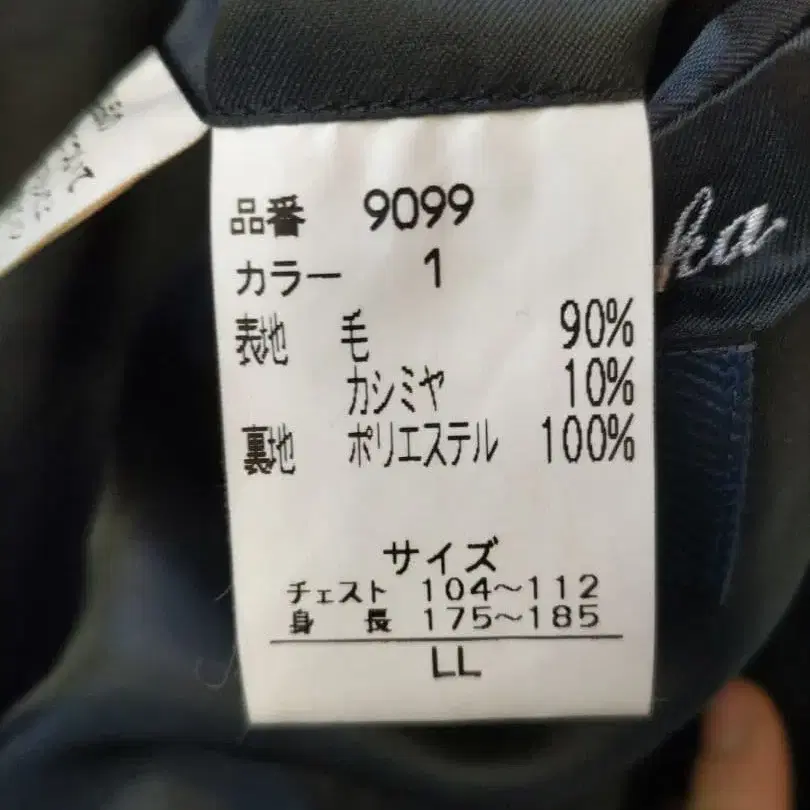 品番 9099
カラー 1
表地 毛 90%
カシミヤ 10%
裏地 ポリエステル 100%
サイズ
チェスト 104~112
身長 175~185
LL
ka